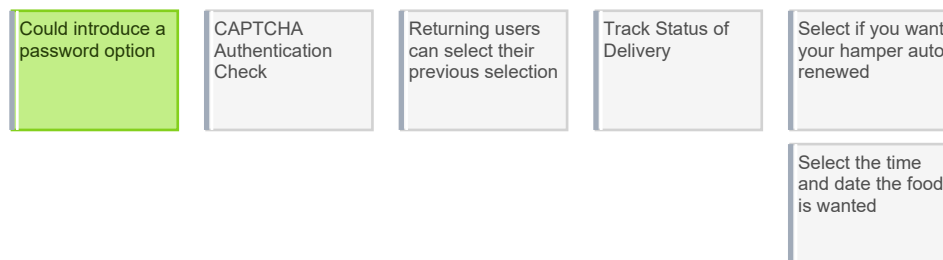 Could introduce a
password option
CAPTCHA
Authentication
Check
Returning users
can select their
previous selection
Track Status of
Delivery
Select if you want
your hamper auto
renewed
Select the time
and date the food
is wanted